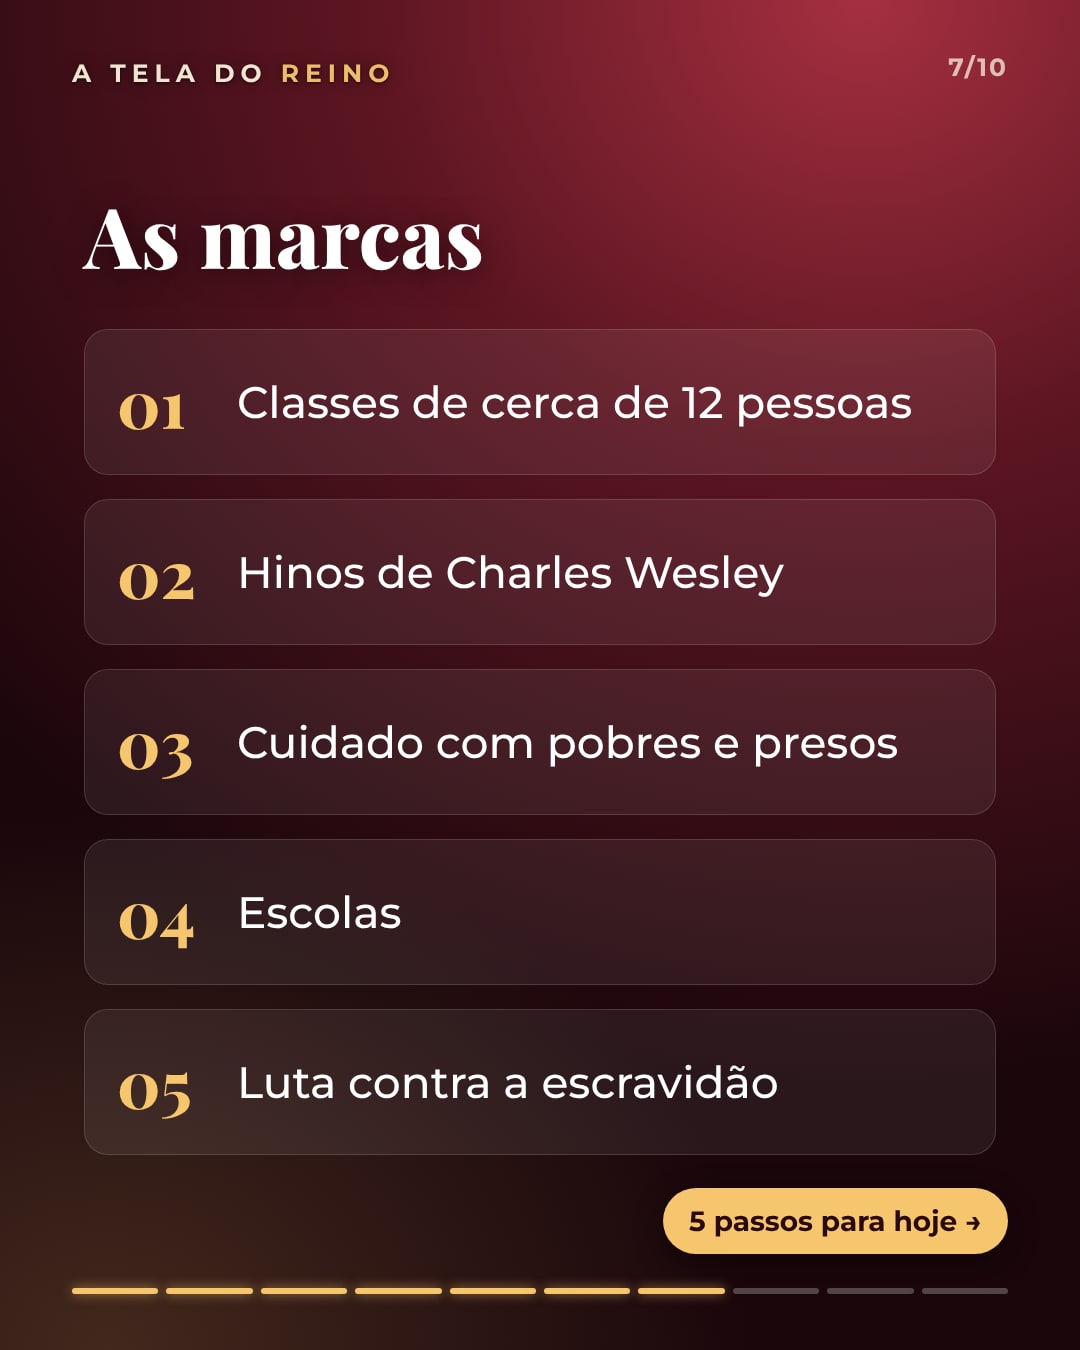 A TELA DO REINO
7/10
As marcas
01 Classes de cerca de 12 pessoas
02 Hinos de Charles Wesley
03 Cuidado com pobres e presos
04 Escolas
05 Luta contra a escravidão
5 passos para hoje →